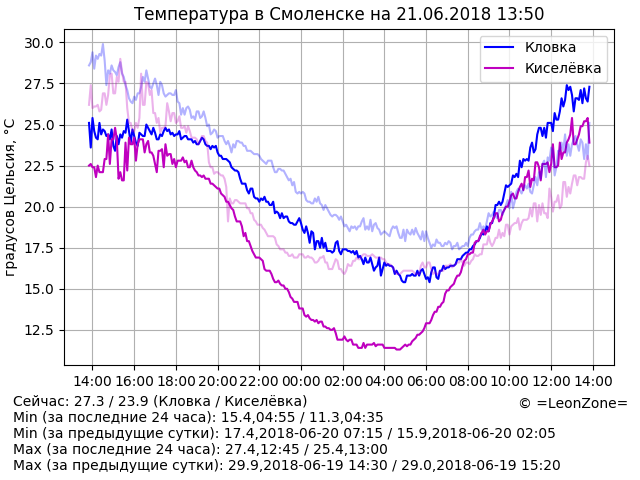 Температура в Смоленске на 21.06.2018 13:50
Кловка
Киселёвка
градусов Цельсия, °C
30.0
27.5
25.0
22.5
20.0
17.5
15.0
12.5
14:00 16:00 18:00 20:00 22:00 00:00 02:00 04:00 06:00 08:00 10:00 12:00 14:00
Сейчас: 27.3 / 23.9 (Кловка / Киселёвка)
© =LeonZone=
Min (за последние 24 часа): 15.4,04:55 / 11.3,04:35
Min (за предыдущие сутки): 17.4,2018-06-20 07:15 / 15.9,2018-06-20 02:05
Max (за последние 24 часа): 27.4,12:45 / 25.4,13:00
Max (за предыдущие сутки): 29.9,2018-06-19 14:30 / 29.0,2018-06-19 15:20